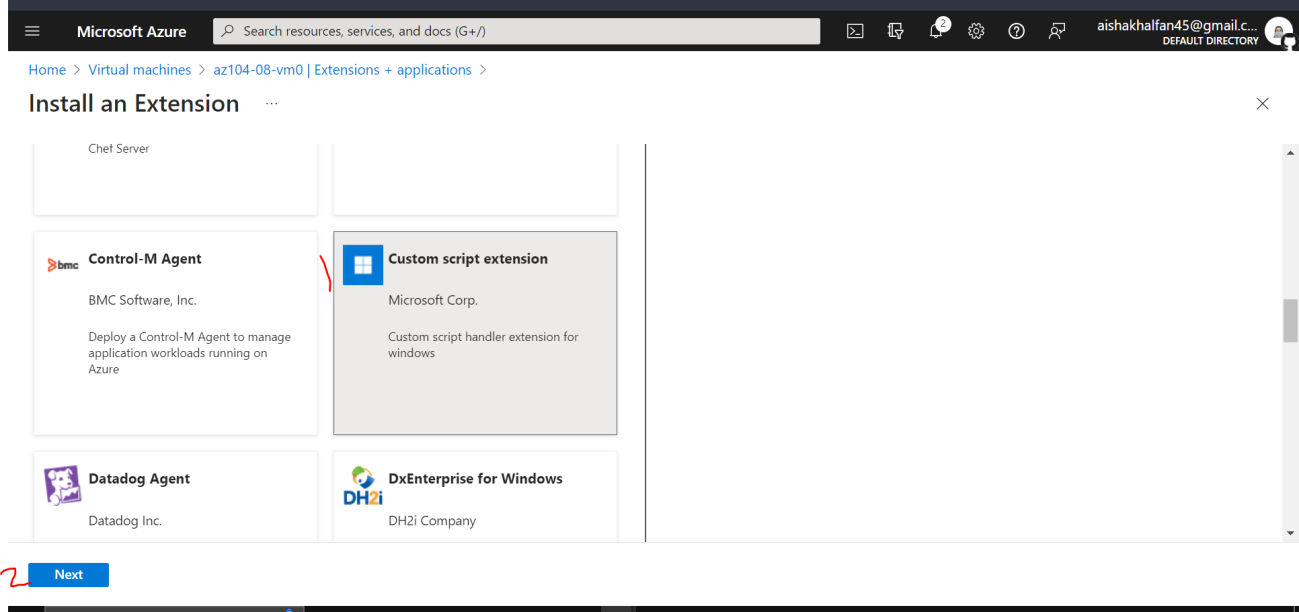 Microsoft Azure
Search resources, services, and docs (G+/)
2
aishakhalfan45@gmail.c...
DEFAULT DIRECTORY
Home > Virtual machines > az104-08-vm0 | Extensions + applications >
Install an Extension ...
Chef Server
bmc
Control-M Agent
BMC Software, Inc.
Deploy a Control-M Agent to manage
application workloads running on
Azure
1
Custom script extension
Microsoft Corp.
Custom script handler extension for
windows
Datadog Agent
Datadog Inc.
DH2i
DxEnterprise for Windows
DH2i Company
2
Next